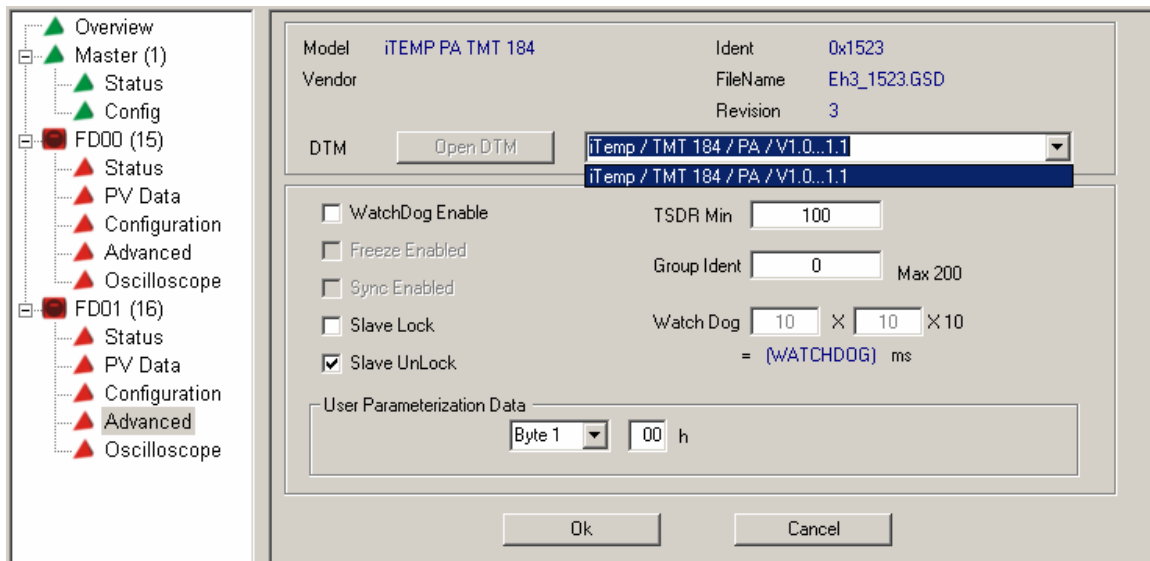 Overview
Master (1)
Status
Config
FD00 (15)
Status
PV Data
Configuration
Advanced
Oscilloscope
FD01 (16)
Status
PV Data
Configuration
Advanced
Oscilloscope
Model iTEMP PA TMT 184 Ident 0x1523
Vendor FileName Eh3_1523.GSD
Revision 3
DTM Open DTM iTemp / TMT 184 / PA / V1.0...1.1
iTemp / TMT 184 / PA / V1.0...1.1
WatchDog Enable TSDR Min 100
Freeze Enabled
Group Ident 0 Max 200
Sync Enabled
Slave Lock Watch Dog 10 X 10 X 10
Slave UnLock = (WATCHDOG) ms
User Parameterization Data
Byte 1 00 h
Ok Cancel